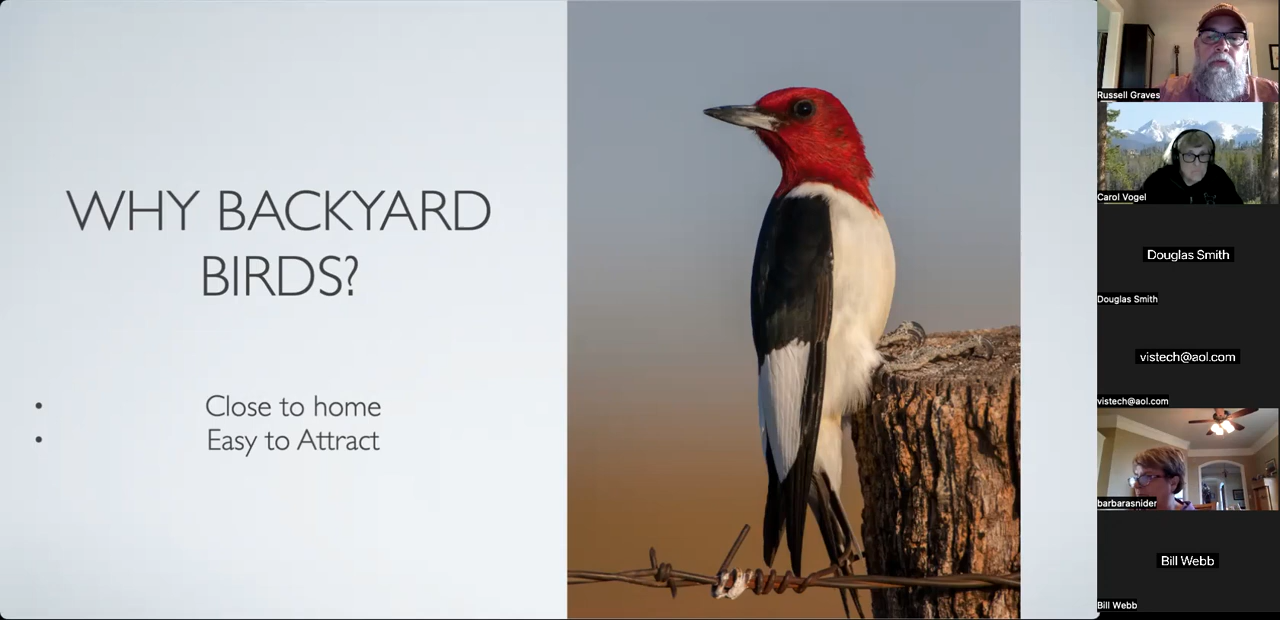 WHY BACKYARD
BIRDS?
• Close to home
• Easy to Attract
Russell Graves
Carol Vogel
Douglas Smith
Douglas Smith
vistech@aol.com
vistech@aol.com
barbarasnider
Bill Webb
Bill Webb